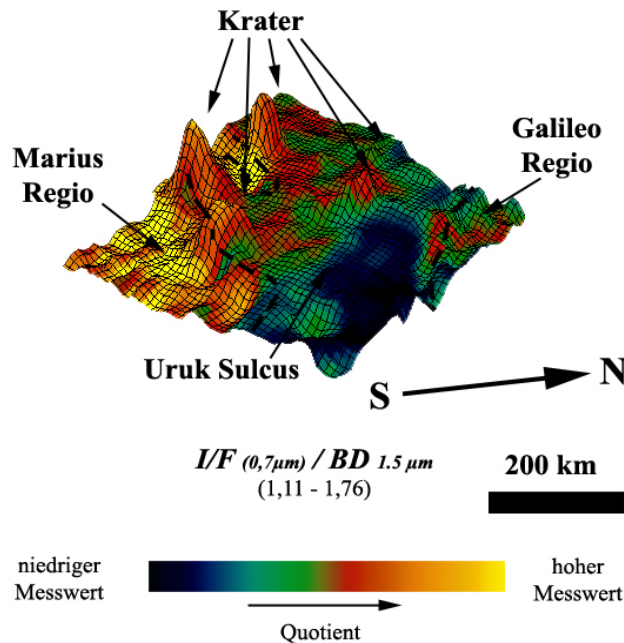 Krater
Marius
Regio
Galileo
Regio
Uruk Sulcus
S
N
I/F (0,7µm) / BD 1.5 µm
(1,11 - 1,76)
200 km
niedriger
Messwert
hoher
Messwert
Quotient